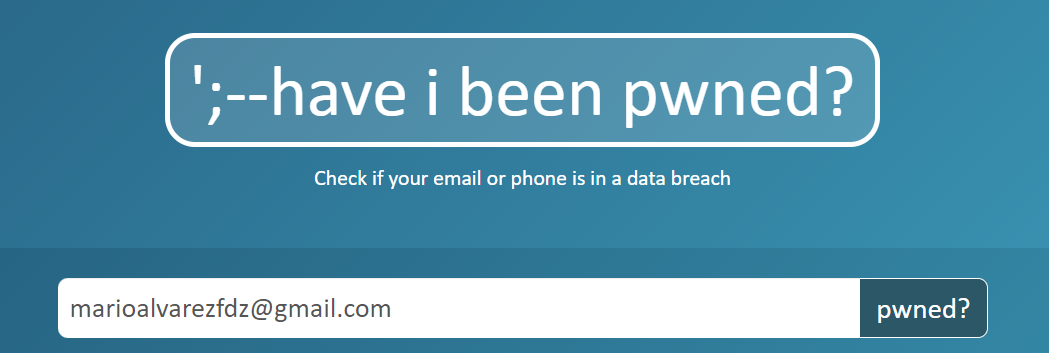 ';--have i been pwned?
Check if your email or phone is in a data breach
marioalvarezfdz@gmail.com
pwned?